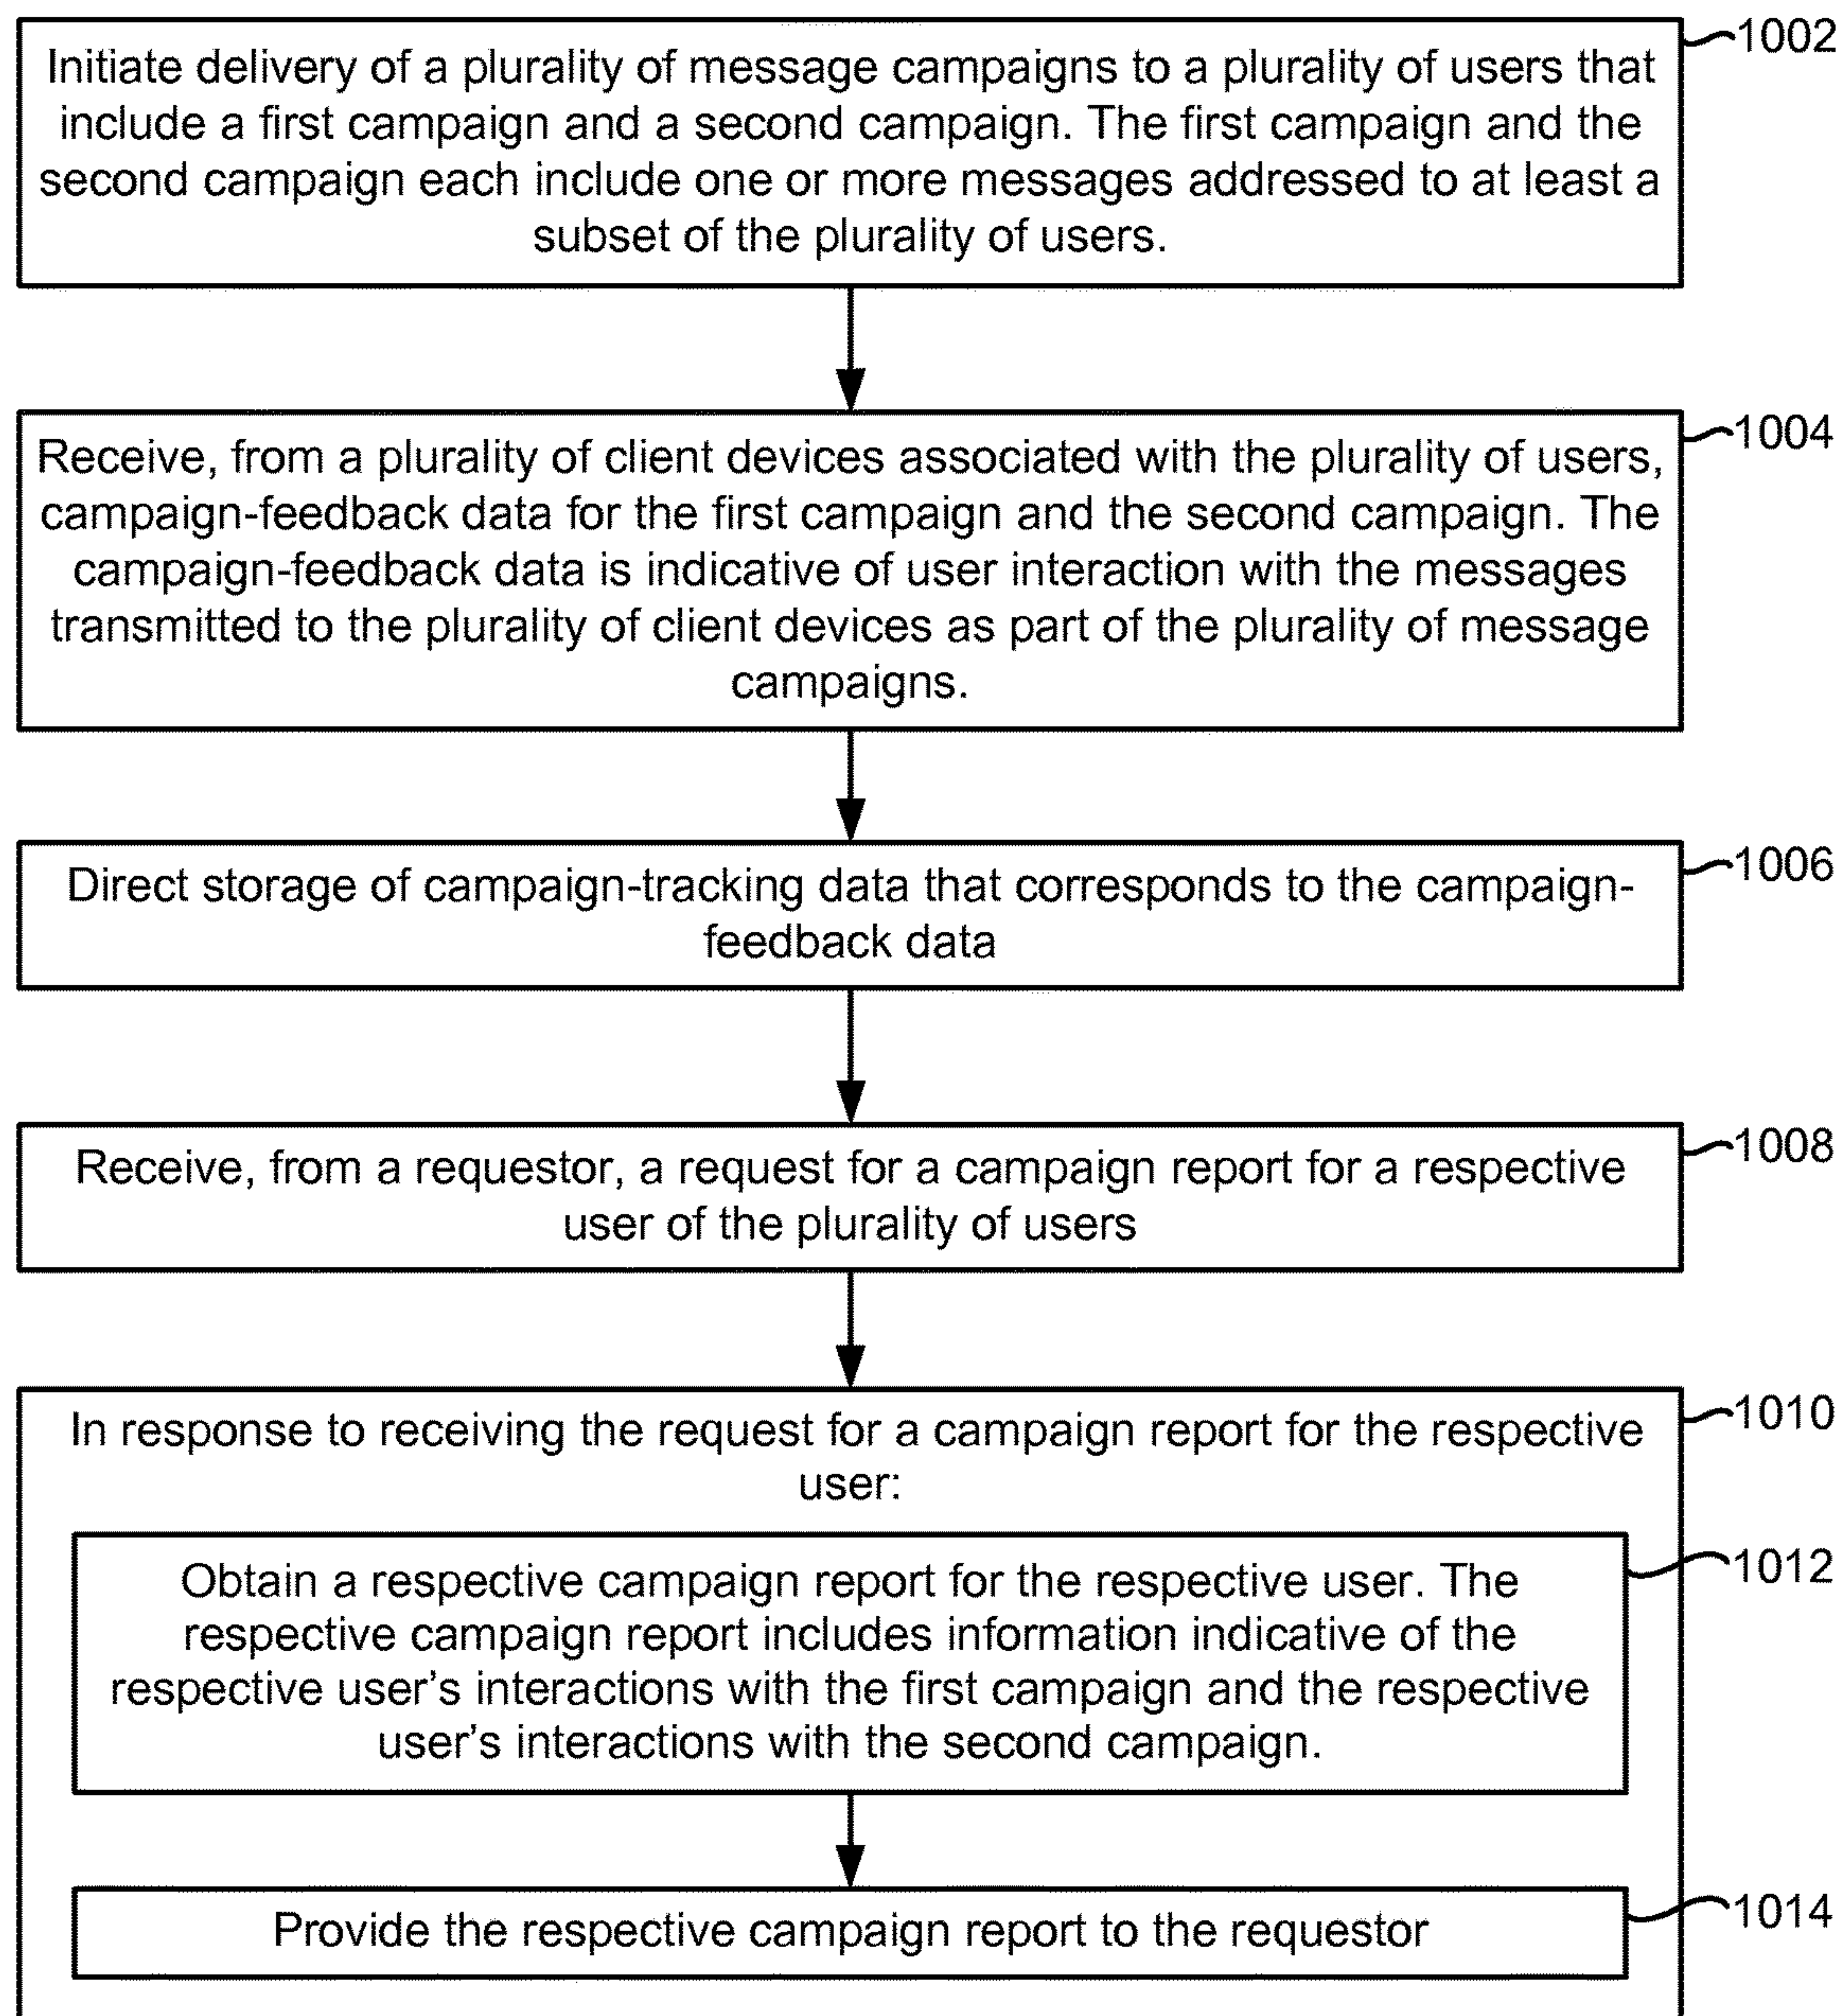 1002
Initiate delivery of a plurality of message campaigns to a plurality of users that
include a first campaign and a second campaign. The first campaign and the
second campaign each include one or more messages addressed to at least a
subset of the plurality of users.
1004
Receive, from a plurality of client devices associated with the plurality of users,
campaign-feedback data for the first campaign and the second campaign. The
campaign-feedback data is indicative of user interaction with the messages
transmitted to the plurality of client devices as part of the plurality of message
campaigns.
1006
Direct storage of campaign-tracking data that corresponds to the campaign-
feedback data
1008
Receive, from a requestor, a request for a campaign report for a respective
user of the plurality of users
1010
In response to receiving the request for a campaign report for the respective
user:
1012
Obtain a respective campaign report for the respective user. The
respective campaign report includes information indicative of the
respective user’s interactions with the first campaign and the respective
user’s interactions with the second campaign.
1014
Provide the respective campaign report to the requestor